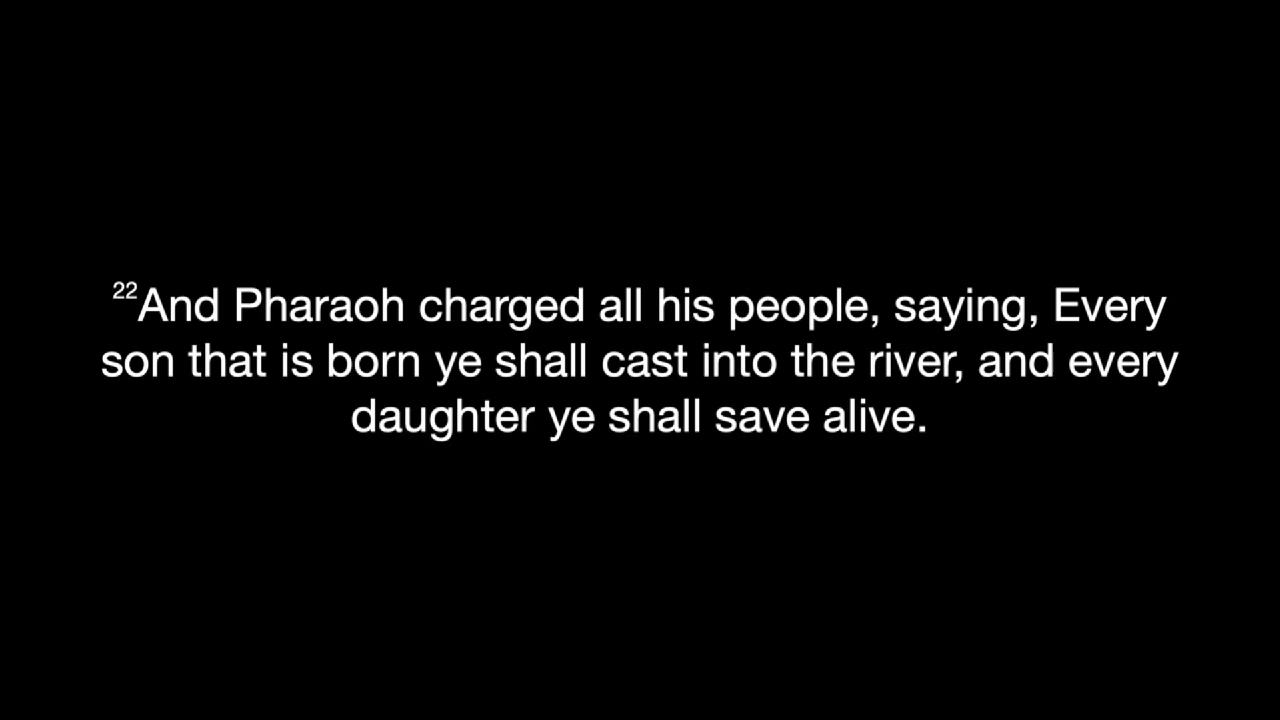 22And Pharaoh charged all his people, saying, Every
son that is born ye shall cast into the river, and every
daughter ye shall save alive.